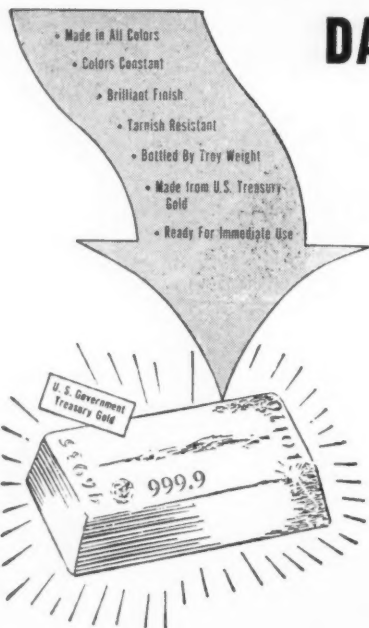 DA
• Made in All Colors
• Colors Constant
• Brilliant Finish
• Tarnish Resistant
• Bottled By Troy Weight
• Made from U.S. Treasury
Gold
• Ready For Immediate Use
U. S. Government
Treasury Gold
999.9